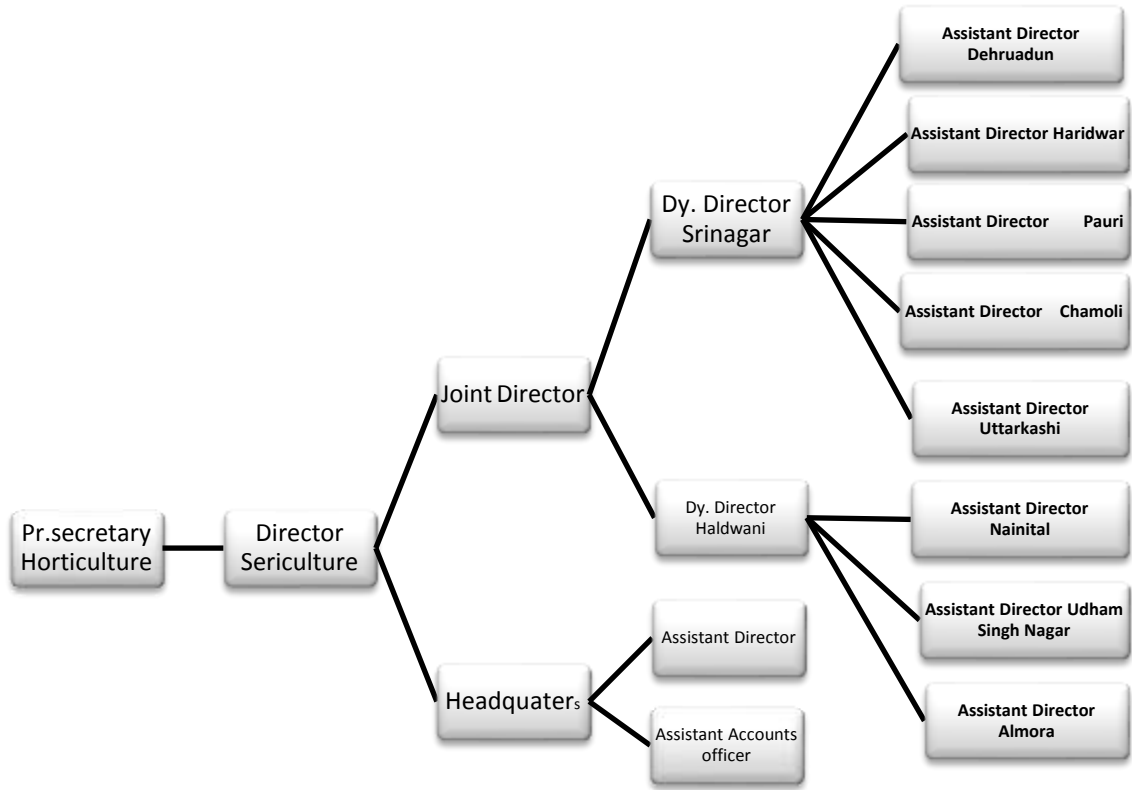 Pr.secretary
Horticulture
Director
Sericulture
Joint Director
Headquaters
Dy. Director
Srinagar
Dy. Director
Haldwani
Assistant Director
Assistant Accounts
officer
Assistant Director
Dehruadun
Assistant Director Haridwar
Assistant Director Pauri
Assistant Director Chamoli
Assistant Director
Uttarkashi
Assistant Director
Nainital
Assistant Director Udham
Singh Nagar
Assistant Director
Almora